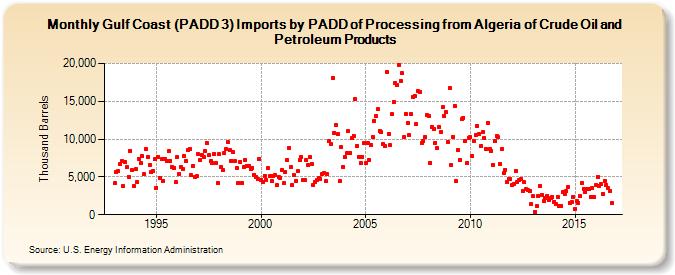 Monthly Gulf Coast (PADD 3) Imports by PADD of Processing from Algeria of Crude Oil and
Petroleum Products
Thousand Barrels
20,000
15,000
10,000
5,000
0
1995
2000
2005
2010
2015
Source: U.S. Energy Information Administration